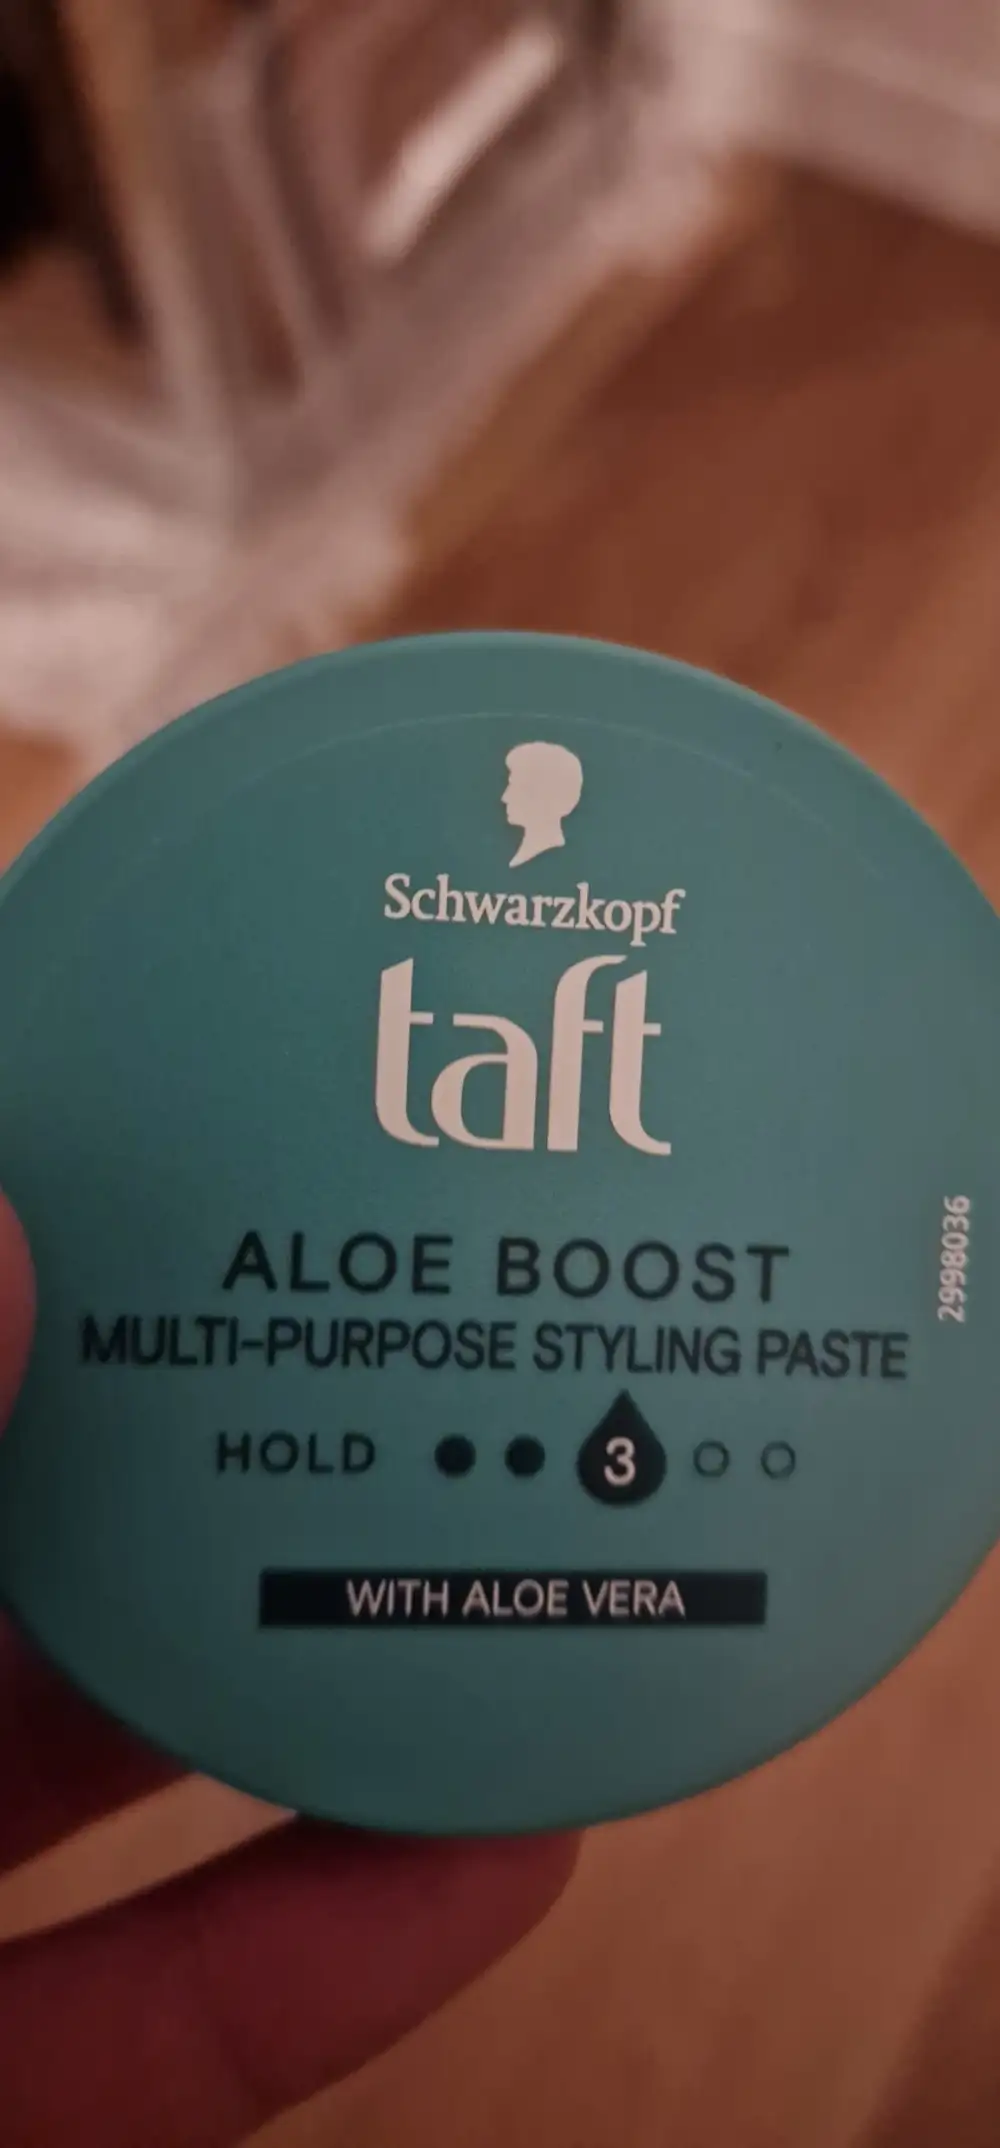 Schwarzkopf
taft
ALOE BOOST
MULTI-PURPOSE STYLING PASTE
HOLD 3
WITH ALOE VERA
2998036